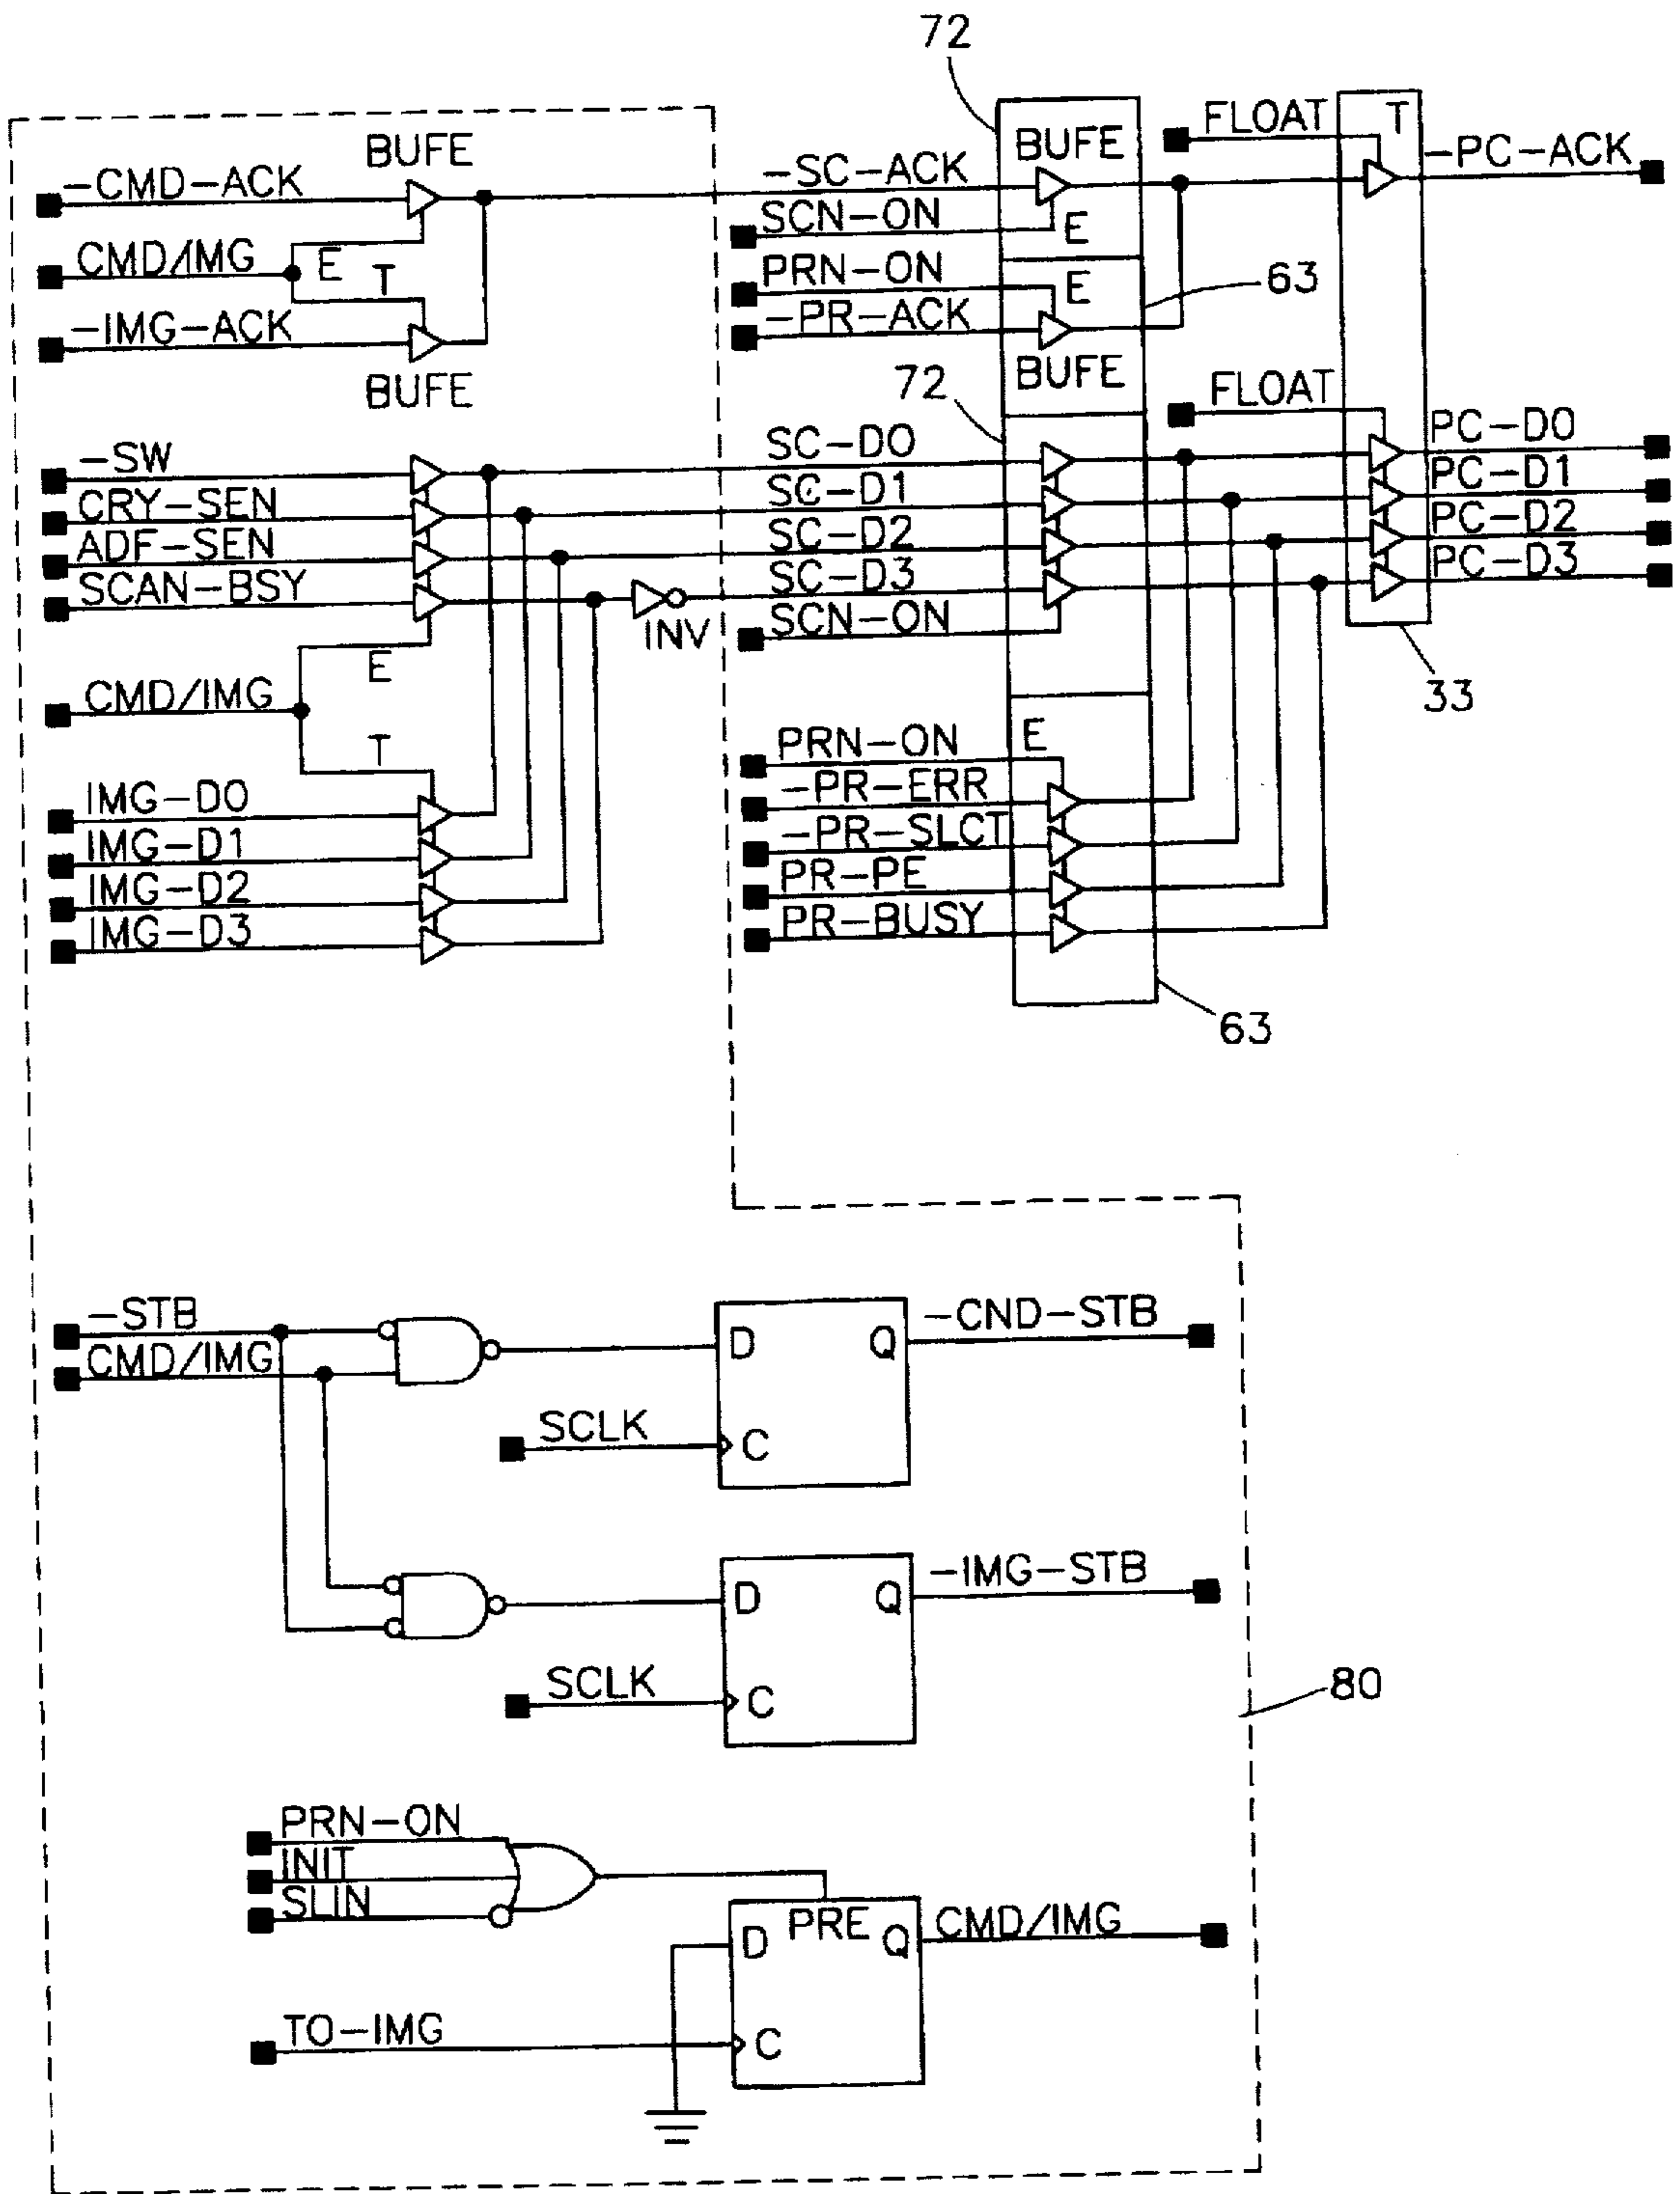 72
BUFE
-CMD-ACK
CMD/IMG
E
T
-IMG-ACK
BUFE
-SC-ACK
SCN-ON
BUFE
E
PRN-ON
E
-PR-ACK
BUFE
63
FLOAT
T
-PC-ACK
72
FLOAT
-SW
CRY-SEN
ADF-SEN
SCAN-BSY
INV
CMD/IMG
E
T
IMG-D0
IMG-D1
IMG-D2
IMG-D3
SC-D0
SC-D1
SC-D2
SC-D3
SCN-ON
PC-D0
PC-D1
PC-D2
PC-D3
33
PRN-ON
E
-PR-ERR
-PR-SLCT
PR-PE
PR-BUSY
63
-STB
CMD/IMG
D
Q
-CND-STB
SCLK
C
D
Q
-IMG-STB
SCLK
C
80
PRN-ON
INIT
SLIN
D
PRE
Q
CMD/IMG
TO-IMG
C